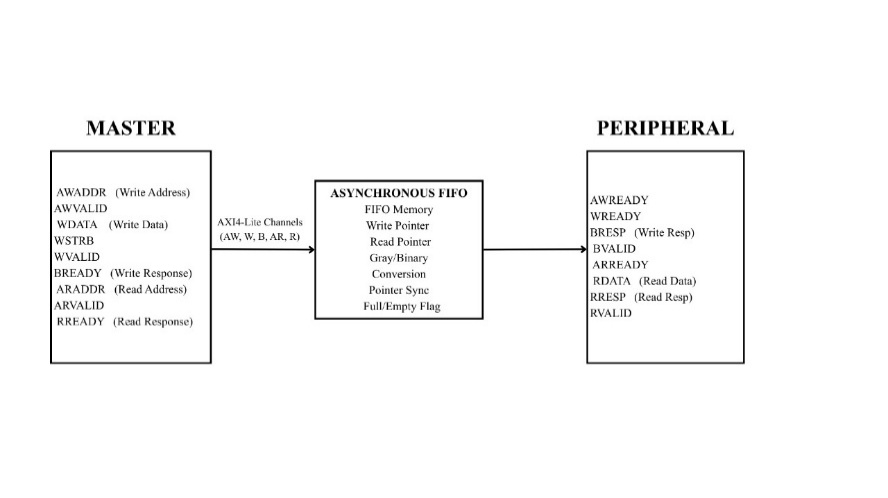 MASTER
AWADDR (Write Address)
AWVALID
WDATA (Write Data)
WSTRB
WVALID
BREADY (Write Response)
ARADDR (Read Address)
ARVALID
RREADY (Read Response)
AXI4-Lite Channels
(AW, W, B, AR, R)
ASYNCHRONOUS FIFO
FIFO Memory
Write Pointer
Read Pointer
Gray/Binary
Conversion
Pointer Sync
Full/Empty Flag
PERIPHERAL
AWREADY
WREADY
BRESP (Write Resp)
BVALID
ARREADY
RDATA (Read Data)
RRESP (Read Resp)
RVALID